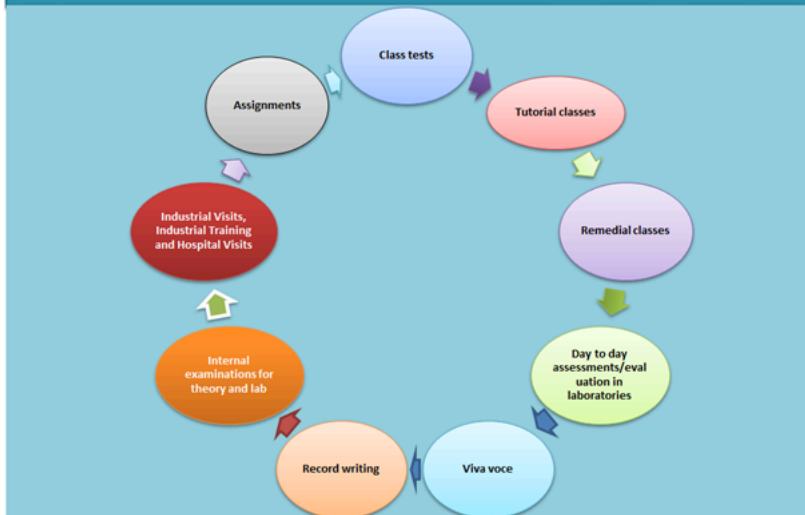 Class tests
Tutorial classes
Remedial classes
Day to day
assessments/eval
uation in
laboratories
Viva voce
Record writing
Internal
examinations for
theory and lab
Industrial Visits,
Industrial Training
and Hospital Visits
Assignments